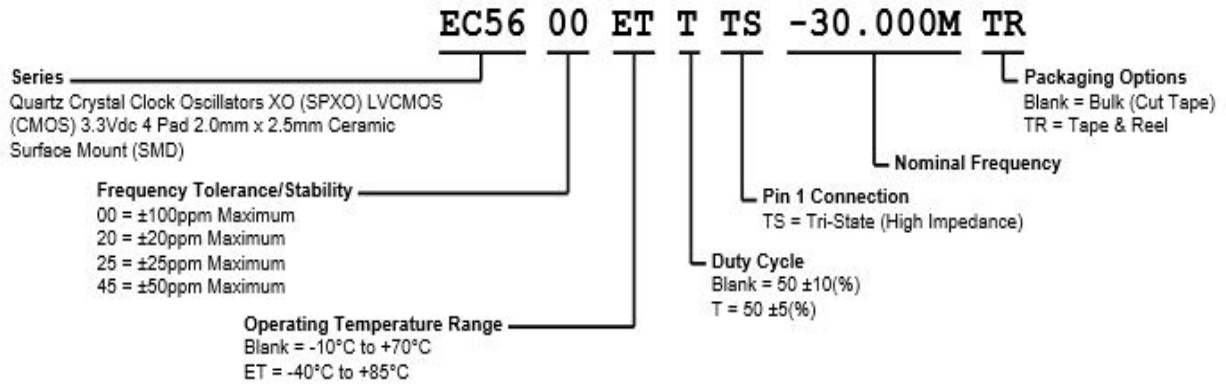 EC56 00 ET T TS -30.000M TR
Series
Quartz Crystal Clock Oscillators XO (SPXO) LVCMOS
(CMOS) 3.3Vdc 4 Pad 2.0mm x 2.5mm Ceramic
Surface Mount (SMD)
Frequency Tolerance/Stability
00 = ±100ppm Maximum
20 = ±20ppm Maximum
25 = ±25ppm Maximum
45 = ±50ppm Maximum
Operating Temperature Range
Blank = -10°C to +70°C
ET = -40°C to +85°C
Packaging Options
Blank = Bulk (Cut Tape)
TR = Tape & Reel
Nominal Frequency
Pin 1 Connection
TS = Tri-State (High Impedance)
Duty Cycle
Blank = 50 ±10(%)
T = 50 ±5(%)